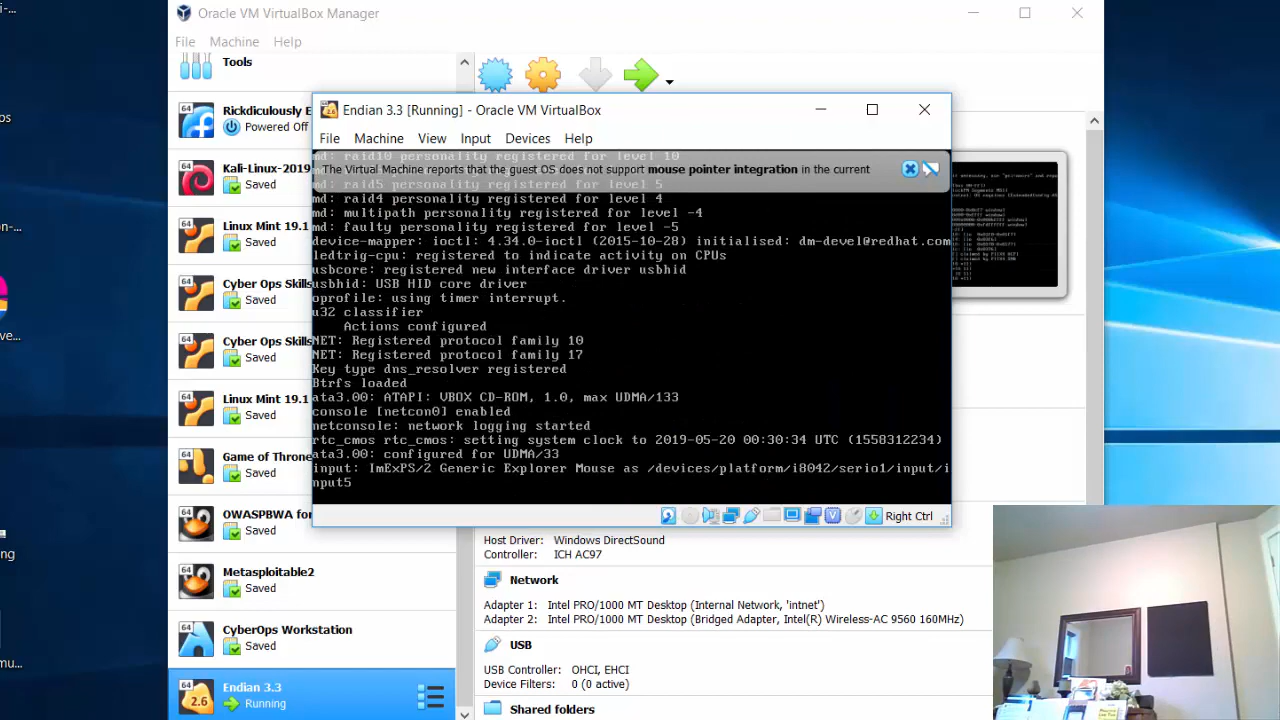 Oracle VM VirtualBox Manager
File Machine Help
Tools
64 Rickdiculously E
Powered Off
64 Kali-Linux-2019
Saved
64 Linux Mint 19.1
Saved
64 Cyber Ops Skills
Saved
64 Cyber Ops Skills
Saved
64 Linux Mint 19.1
Saved
64 Game of Throne
Saved
64 OWASPBWA fo
Saved
64 Metasploitable2
Saved
64 CyberOps Workstation
Saved
64 2.6 Endian 3.3
Running
Endian 3.3 [Running] - Oracle VM VirtualBox
File Machine View Input Devices Help
md: raid10 personality registered for level 10
The Virtual Machine reports that the guest OS does not support mouse pointer integration in the current
md: raid5 personality registered for level 5
md: raid4 personality registered for level 4
md: multipath personality registered for level -4
md: faulty personality registered for level -5
device-mapper: ioctl: 4.34.0-ioctl (2015-10-28) initialised: dm-devel@redhat.com
ledtrig-cpu: registered to indicate activity on CPUs
usbcore: registered new interface driver usbhid
usbhid: USB HID core driver
oprofile: using timer interrupt.
u32 classifier
Actions configured
NET: Registered protocol family 10
NET: Registered protocol family 17
Key type dns_resolver registered
Btrfs loaded
ata3.00: ATAPI: VBOX CD-ROM, 1.0, max UDMA/133
console [netcon0] enabled
netconsole: network logging started
rtc_cmos rtc_cmos: setting system clock to 2019-05-20 00:30:34 UTC (1558312234)
ata3.00: configured for UDMA/33
input: ImExPS/2 Generic Explorer Mouse as /devices/platform/i8042/serio1/input/i
nput5
Right Ctrl
Host Driver: Windows DirectSound
Controller: ICH AC97
Network
Adapter 1: Intel PRO/1000 MT Desktop (Internal Network, 'intnet')
Adapter 2: Intel PRO/1000 MT Desktop (Bridged Adapter, Intel(R) Wireless-AC 9560 160MHz)
USB
USB Controller: OHCI, EHCI
Device Filters: 0 (0 active)
Shared folders